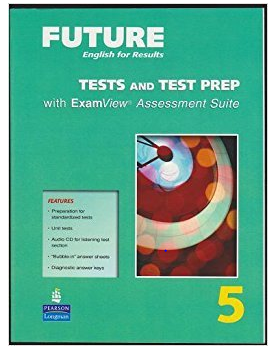 FUTURE
English for Results
TESTS AND TEST PREP
with ExamView® Assessment Suite
FEATURES
• Preparation for
standardized tests
• Unit tests
• Audio CD for listening test
section
• "Bubble-in" answer sheets
• Diagnostic answer keys
PEARSON
Longman
5